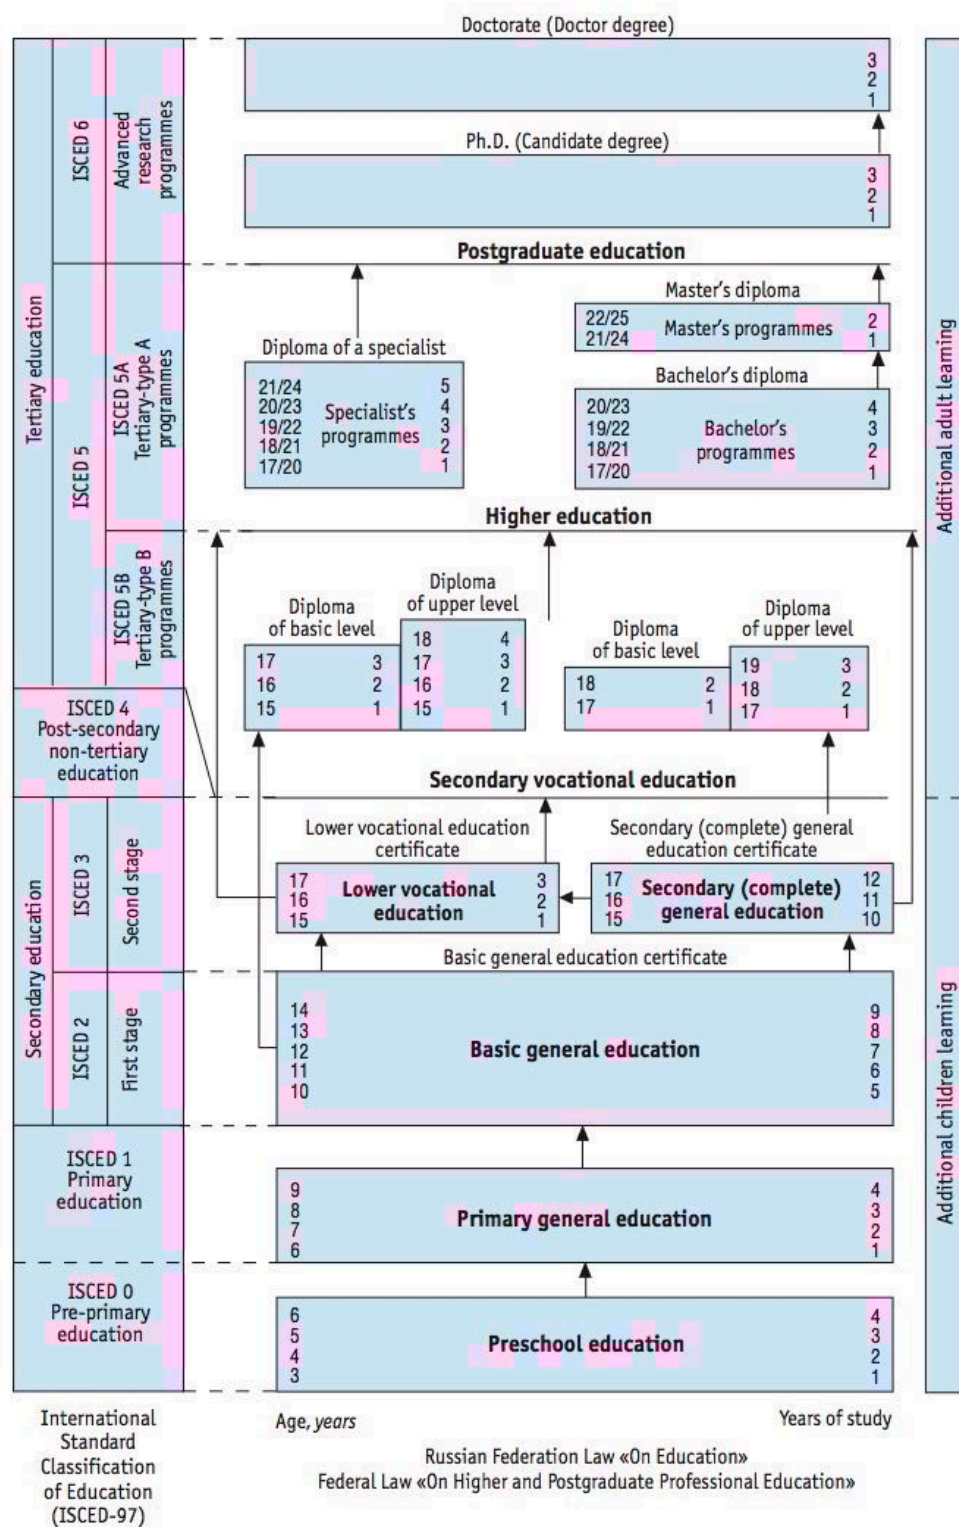 Doctorate (Doctor degree)
3
2
1
Ph.D. (Candidate degree)
3
2
1
Postgraduate education
Master's diploma
22/25 Master's programmes 2
21/24 1
Diploma of a specialist
21/24 5
20/23 Specialist's 4
19/22 programmes 3
18/21 2
17/20 1
Bachelor's diploma
20/23 4
19/22 Bachelor's 3
18/21 programmes 2
17/20 1
Higher education
Diploma
of basic level
17 3
16 2
15 1
Diploma
of upper level
18 4
17 3
16 2
15 1
Diploma
of basic level
18 2
17 1
Diploma
of upper level
19 3
18 2
17 1
Secondary vocational education
Lower vocational education
certificate
17 3
16 Lower vocational 2
15 education 1
Secondary (complete) general
education certificate
17 Secondary (complete) 12
16 general education 11
15 10
Basic general education certificate
14 9
13 8
12 Basic general education 7
11 6
10 5
9 4
8 Primary general education 3
7 2
6 1
6 4
5 Preschool education 3
4 2
3 1
Age, years
Years of study
Russian Federation Law «On Education»
Federal Law «On Higher and Postgraduate Professional Education»
Tertiary education
ISCED 6
Advanced
research
programmes
ISCED 5
ISCED 5A
Tertiary-type A
programmes
ISCED 5B
Tertiary-type B
programmes
ISCED 4
Post-secondary
non-tertiary
education
Secondary education
ISCED 3
Second stage
ISCED 2
First stage
ISCED 1
Primary
education
ISCED 0
Pre-primary
education
International
Standard
Classification
of Education
(ISCED-97)
Additional adult learning
Additional children learning